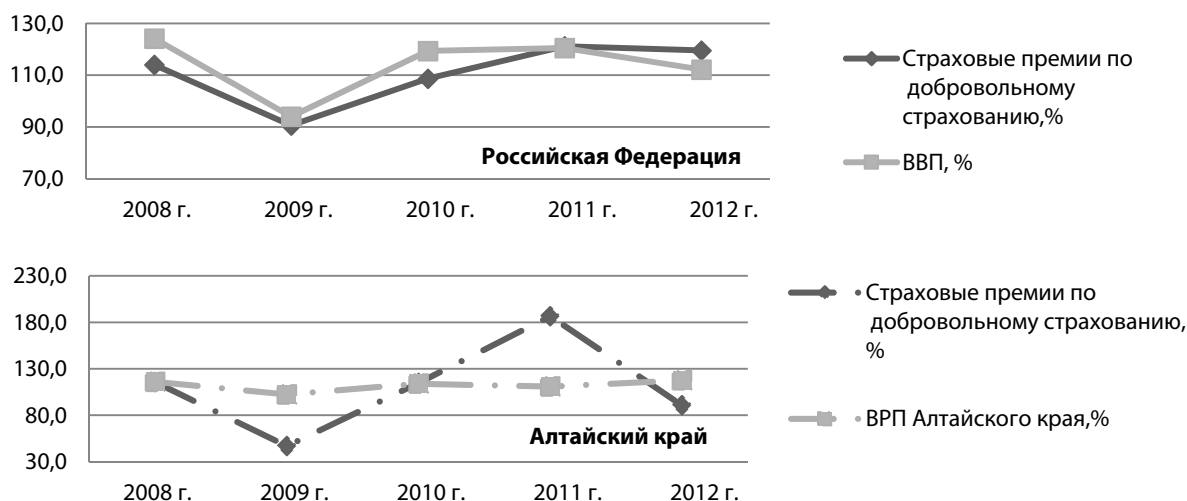 130,0
110,0
90,0
70,0
Российская Федерация
2008 г.
2009 г.
2010 г.
2011 г.
2012 г.
Страховые премии по
добровольному
страхованию,%
ВВП, %
230,0
180,0
130,0
80,0
30,0
Алтайский край
2008 г.
2009 г.
2010 г.
2011 г.
2012 г.
Страховые премии по
добровольному страхованию,
%
ВРП Алтайского края,%